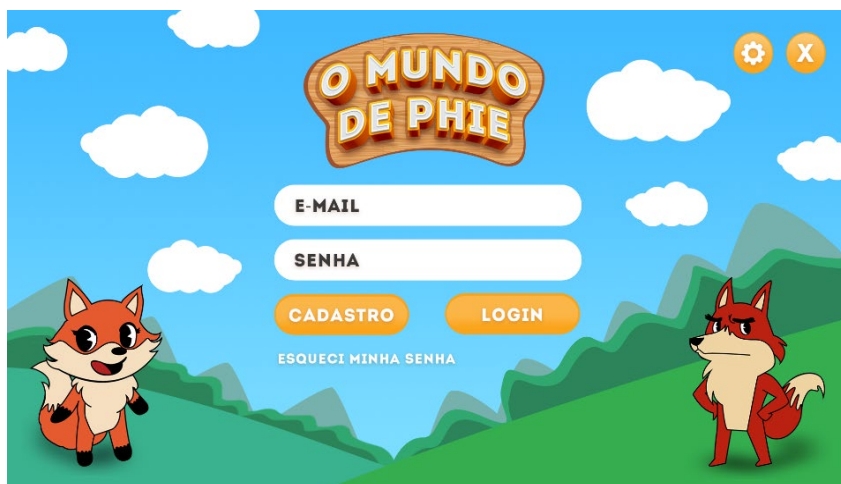 O MUNDO
DE PHIE
X
E-MAIL
SENHA
CADASTRO
LOGIN
ESQUECI MINHA SENHA